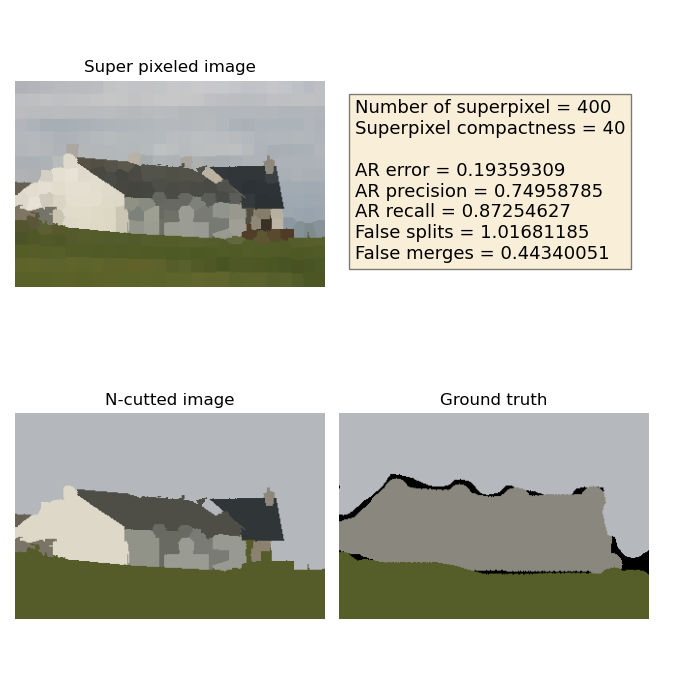 Super pixeled image
Number of superpixel = 400
Superpixel compactness = 40
AR error = 0.19359309
AR precision = 0.74958785
AR recall = 0.87254627
False splits = 1.01681185
False merges = 0.44340051
N-cutted image
Ground truth